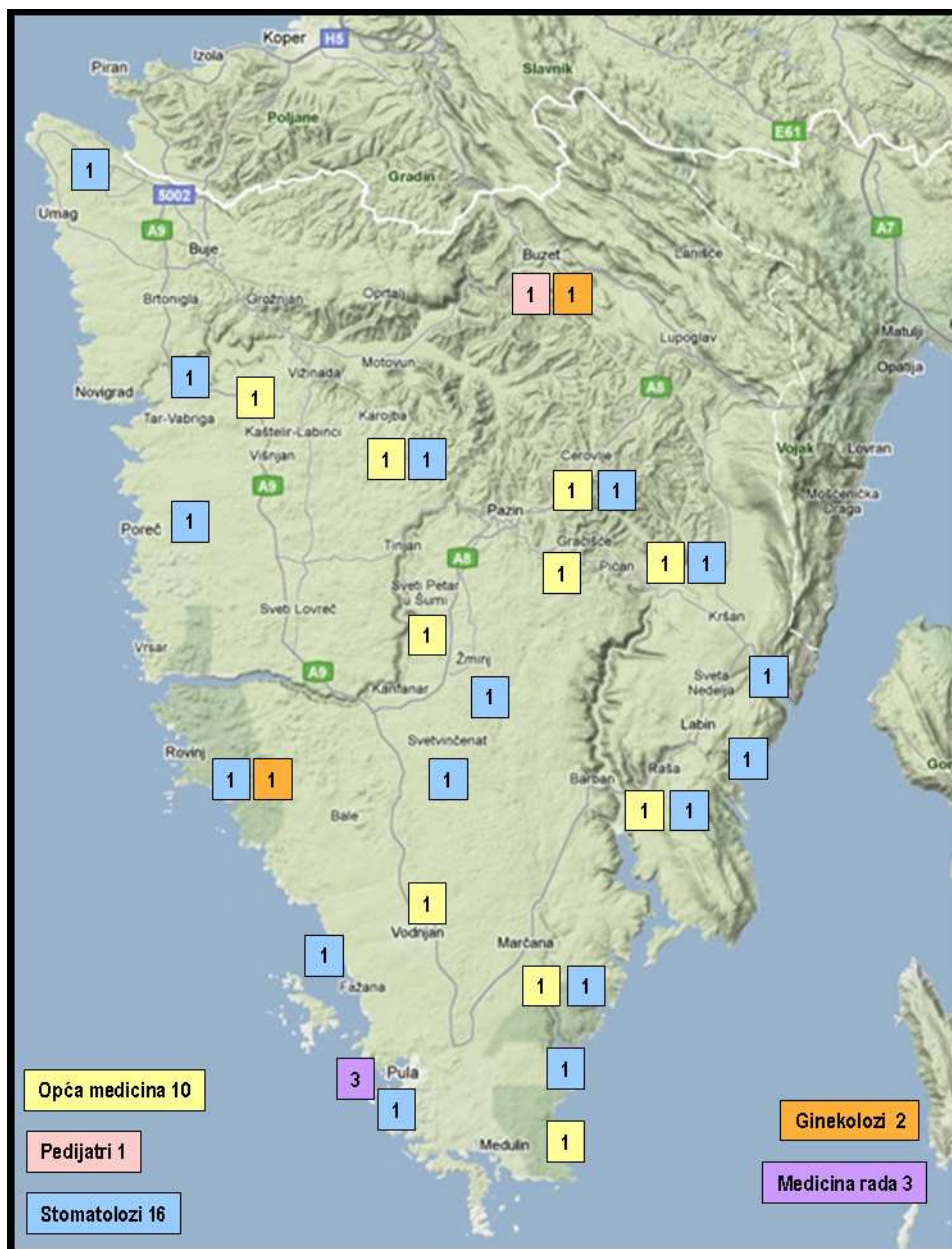 Koper
H5
Izola
Piran
Slavnik
Poljane
E61
1
Gradin
5002
Umag
A9
A7
Buje
Buzet
Lanišće
1 1
Brtonigla
Grožnjan
Oprtalj
Matulji
Lupoglav
Motovun
Opatija
1
Vižinada
A8
Novigrad
1
Tar-Vabriga
Karojba
Kaštelir-Labinci
Višnjan
1 1
Cerovlje
Vojak
Lovran
A9
1 1
Mošćenička
Draga
Pazin
Poreč
1
Tinjan
Gračišće
A8
1
Pićan
1 1
Sveti Petar
u Šumi
Sveti Lovreč
Kršan
1
Vrsar
Žminj
A9
Sveta
Nedelja
1
Kanfanar
1
Labin
Svetvinčenat
Rovinj
1
1 1
1
Barban
Raša
Gor
Bale
1 1
1
Vodnjan
Marčana
1
Fažana
1 1
Pula
1
3
1
Opća medicina 10
Ginekolozi 2
Medulin
1
Pedijatri 1
Medicina rada 3
Stomatolozi 16